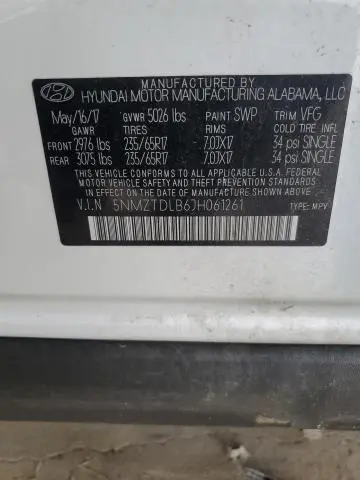 MANUFACTURED BY
HYUNDAI MOTOR MANUFACTURING ALABAMA, LLC
May/16/17 GVWR 5026 lbs PAINT SWP TRIM VFG
GAWR TIRES RIMS COLD TIRE INFL
FRONT 2976 lbs 235/65R17 7.0JX17 34 psi SINGLE
REAR 3075 lbs 235/65R17 7.0JX17 34 psi SINGLE
THIS VEHICLE CONFORMS TO ALL APPLICABLE U.S.A FEDERAL
MOTOR VEHICLE SAFETY, BUMPER, AND THEFT PREVENTION STANDARDS
IN EFFECT ON THE DATE OF MANUFACTURE SHOWN ABOVE.
V.I.N 5NMZTDLB6JH061261
TYPE: MPV